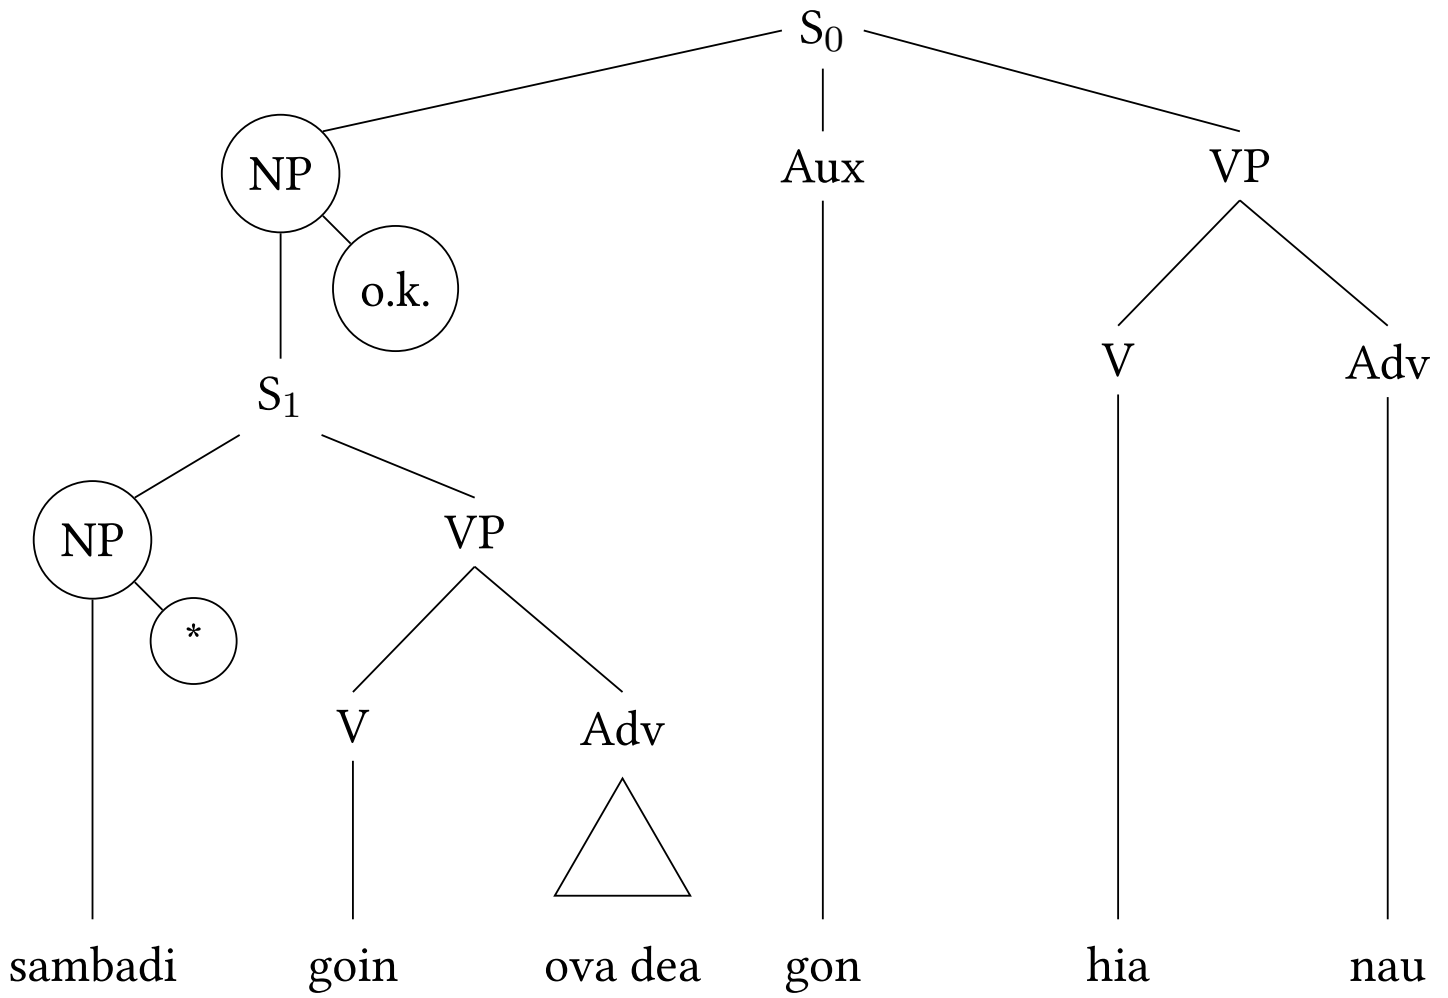 S0
NP Aux VP
o.k.
V Adv
S1
NP VP
*
V Adv
sambadi goin ova dea gon hia nau